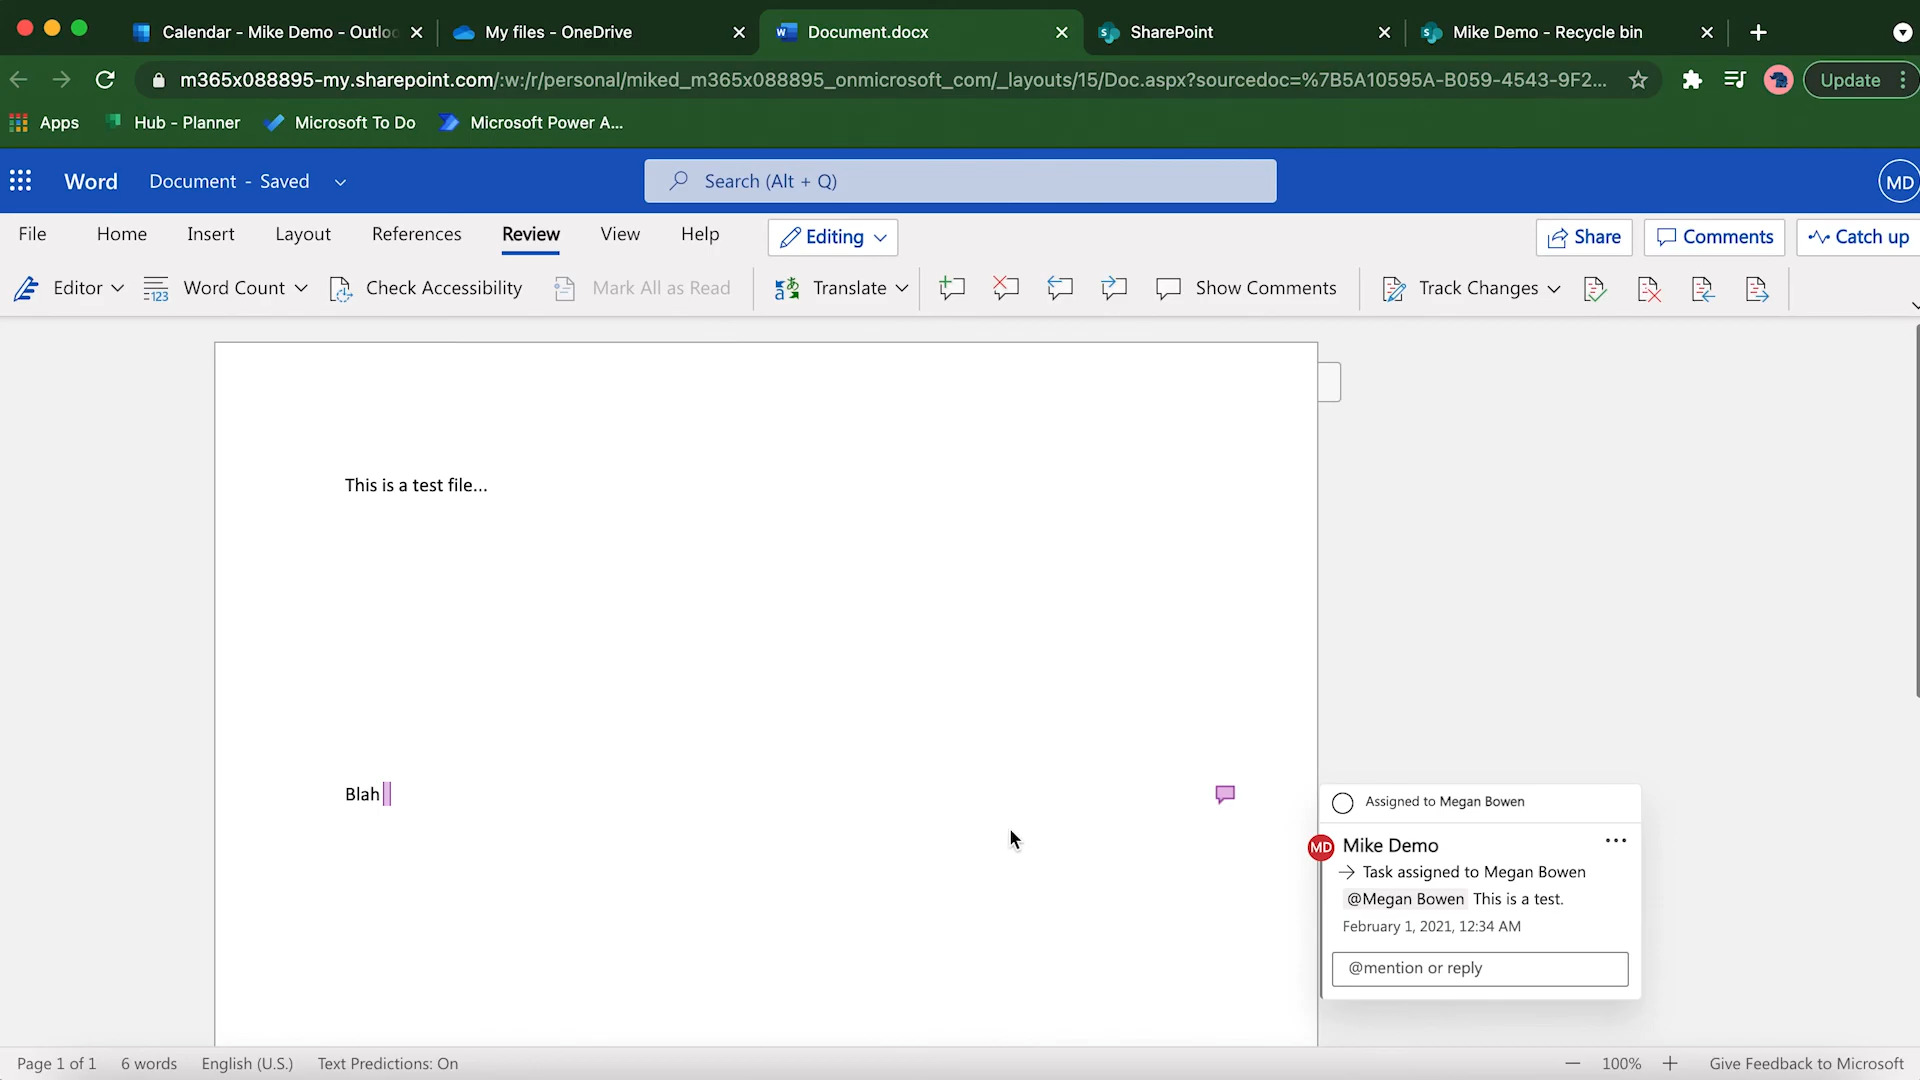 Calendar - Mike Demo - Outloo
My files - OneDrive
Document.docx
SharePoint
Mike Demo - Recycle bin
m365x088895-my.sharepoint.com/:w:/r/personal/miked_m365x088895_onmicrosoft_com/_layouts/15/Doc.aspx?sourcedoc=%7B5A10595A-B059-4543-9F2...
Update
Apps
Hub - Planner
Microsoft To Do
Microsoft Power A...
Word
Document - Saved
Search (Alt + Q)
MD
File
Home
Insert
Layout
References
Review
View
Help
Editing
Share
Comments
Catch up
Editor
123
Word Count
Check Accessibility
Mark All as Read
Translate
Show Comments
Track Changes
This is a test file...
Blah
Assigned to Megan Bowen
MD
Mike Demo
Task assigned to Megan Bowen
@Megan Bowen This is a test.
February 1, 2021, 12:34 AM
@mention or reply
Page 1 of 1
6 words
English (U.S.)
Text Predictions: On
100%
Give Feedback to Microsoft